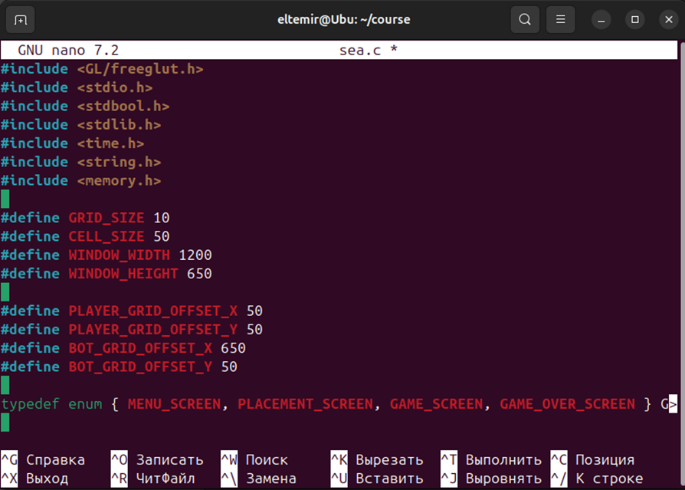 eltemir@Ubu: ~/course
GNU nano 7.2 sea.c *
#include <GL/freeglut.h>
#include <stdio.h>
#include <stdbool.h>
#include <stdlib.h>
#include <time.h>
#include <string.h>
#include <memory.h>
#define GRID_SIZE 10
#define CELL_SIZE 50
#define WINDOW_WIDTH 1200
#define WINDOW_HEIGHT 650
#define PLAYER_GRID_OFFSET_X 50
#define PLAYER_GRID_OFFSET_Y 50
#define BOT_GRID_OFFSET_X 650
#define BOT_GRID_OFFSET_Y 50
typedef enum { MENU_SCREEN, PLACEMENT_SCREEN, GAME_SCREEN, GAME_OVER_SCREEN } G>
^G Справка ^O Записать ^W Поиск ^K Вырезать ^T Выполнить ^C Позиция
^X Выход ^R ЧитФайл ^\ Замена ^U Вставить ^J Выровнять ^/ К строке